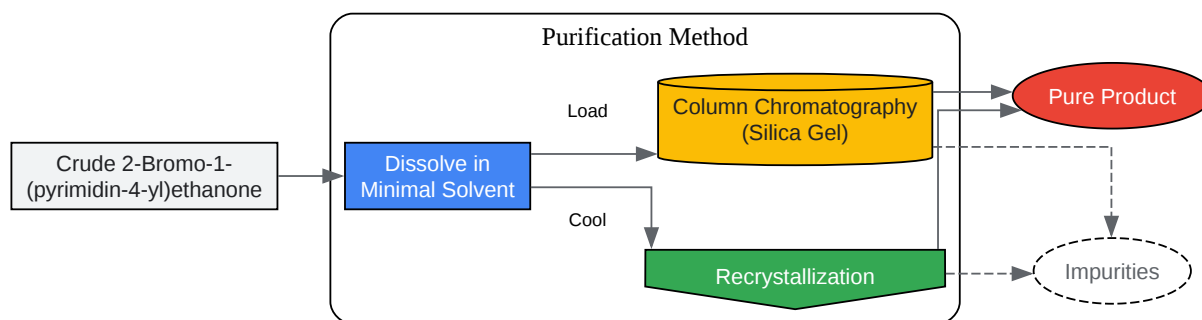 Purification Method
Crude 2-Bromo-1-
(pyrimidin-4-yl)ethanone
Dissolve in
Minimal Solvent
Load
Cool
Column Chromatography
(Silica Gel)
Recrystallization
Pure Product
Impurities